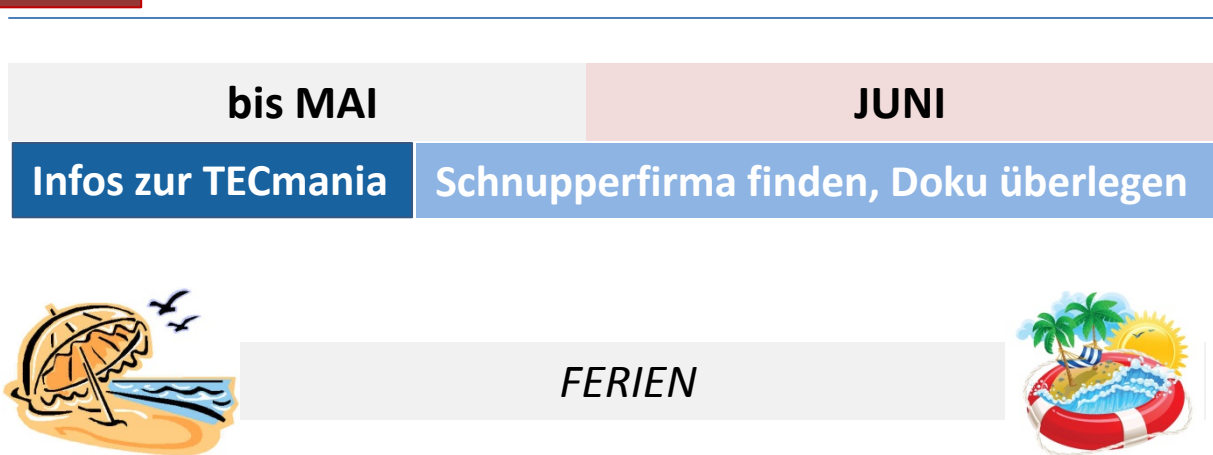 bis MAI
JUNI
Infos zur TECmania
Schnupperfirma finden, Doku überlegen
FERIEN